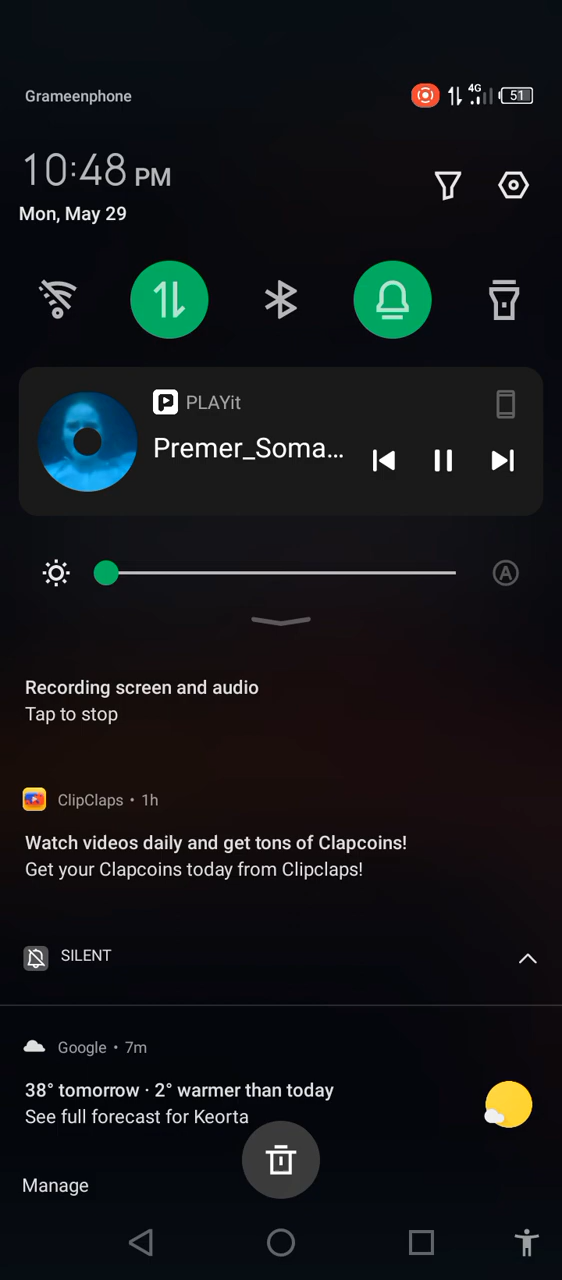 Grameenphone
4G
51
10:48 PM
Mon, May 29
PLAYit
Premer_Soma...
A
Recording screen and audio
Tap to stop
ClipClaps • 1h
Watch videos daily and get tons of Clapcoins!
Get your Clapcoins today from Clipclaps!
SILENT
Google • 7m
38° tomorrow · 2° warmer than today
See full forecast for Keorta
Manage